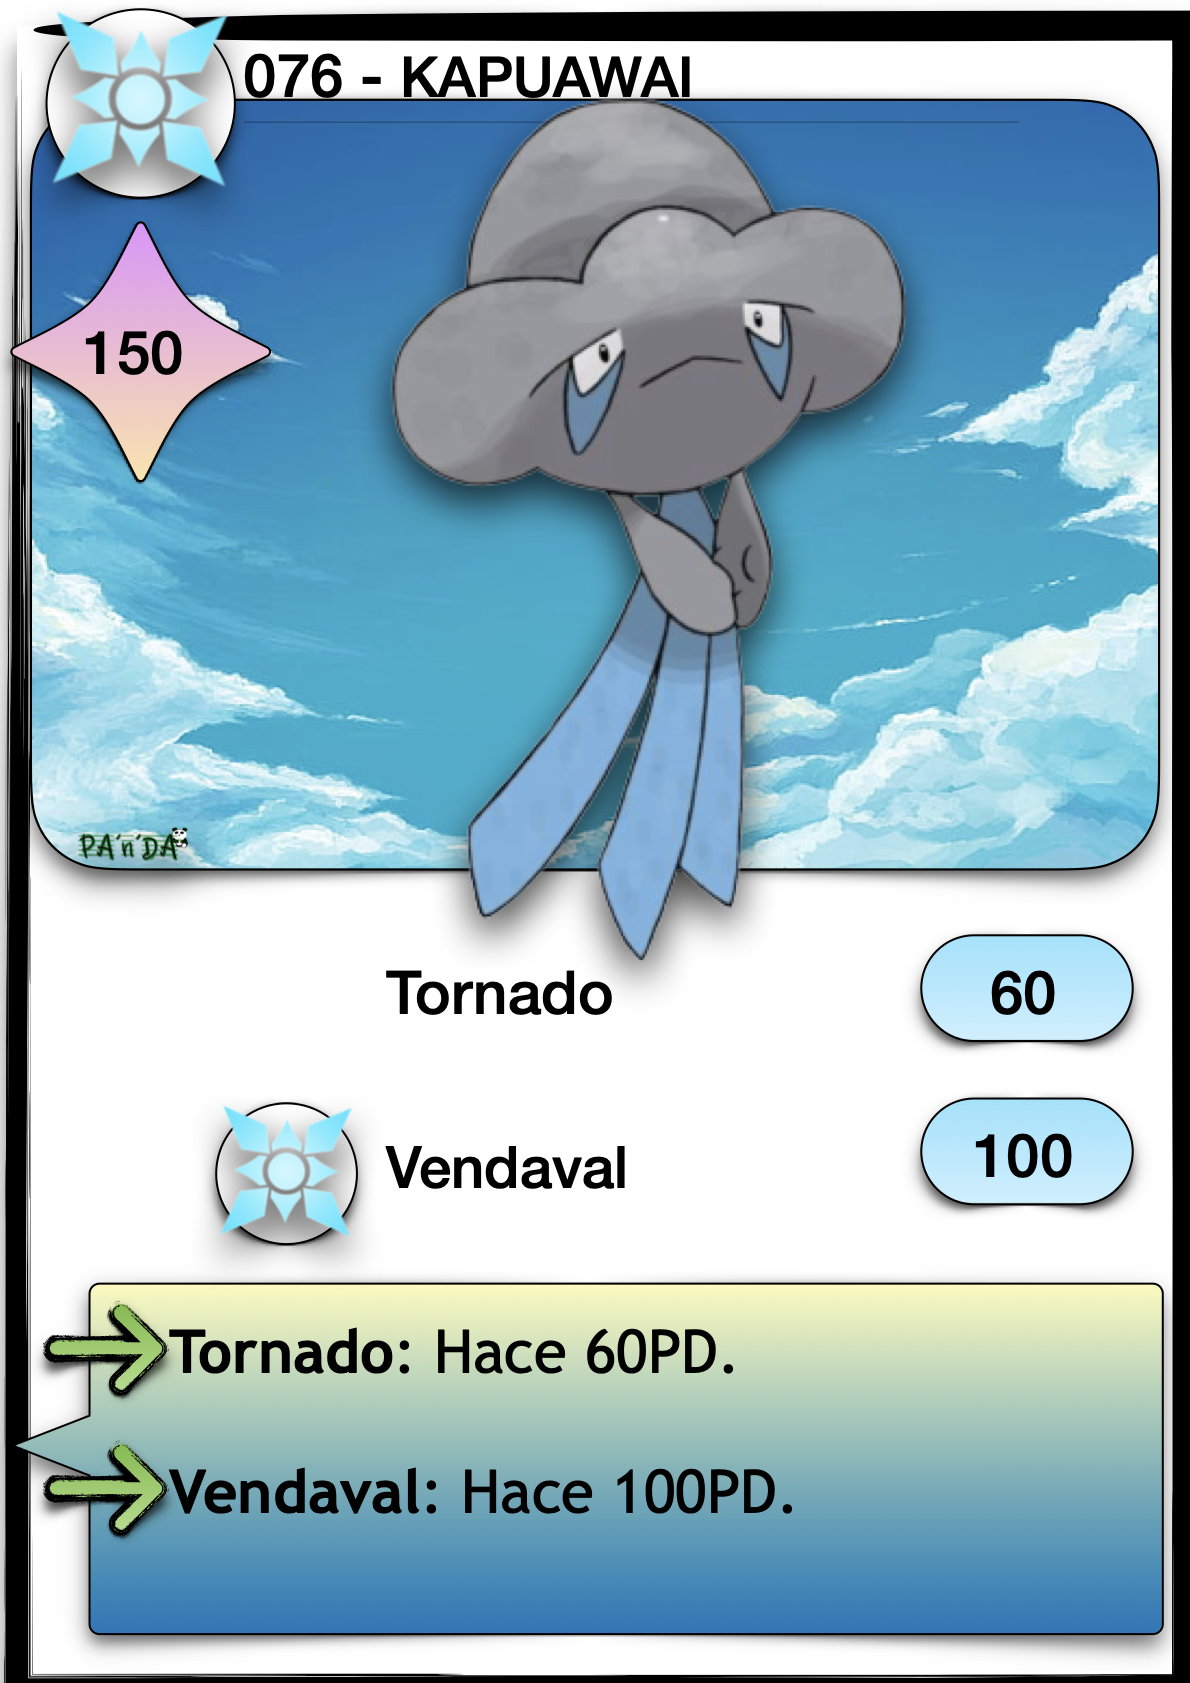 076 - KAPUAWAI
150
PA'n'DA
Tornado
60
Vendaval
100
Tornado: Hace 60PD.
Vendaval: Hace 100PD.